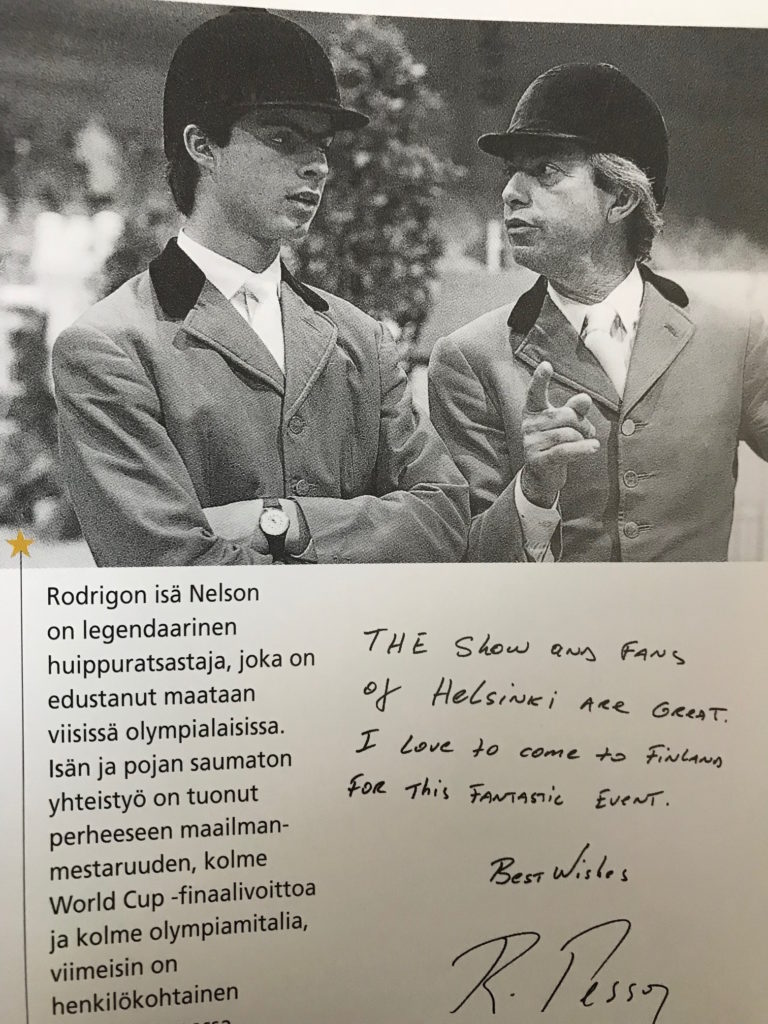 Rodrigon isä Nelson
on legendaarinen
huippuratsastaja, joka on
edustanut maataan
viisissä olympialaisissa.
Isän ja pojan saumaton
yhteistyö on tuonut
perheeseen maailman-
mestaruuden, kolme
World Cup -finaalivoittoa
ja kolme olympiamitalia,
viimeisin on
henkilökohtainen
THE Show and FANS
of HELSINKI ARE GREAT.
I Love to come to FINLAND
FOR This FANTASTIC EVENT.
BEST Wishes
R. Pessoa